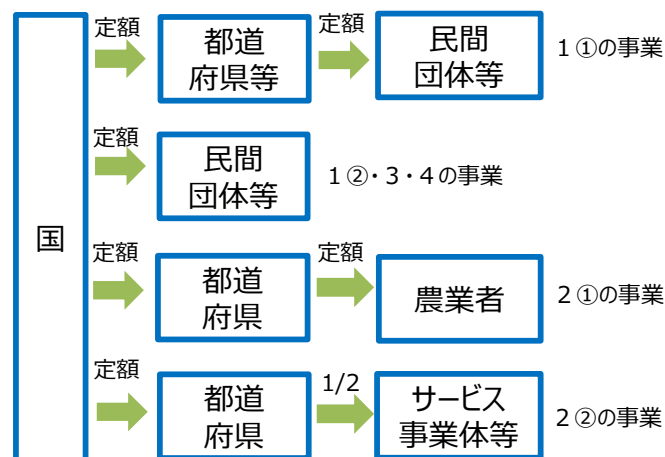 国
定額
都道
府県等
定額
民間
団体等
1①の事業
定額
民間
団体等
1②・3・4の事業
定額
都道
府県
定額
農業者
2①の事業
定額
都道
府県
1/2
サービス
事業体等
2②の事業